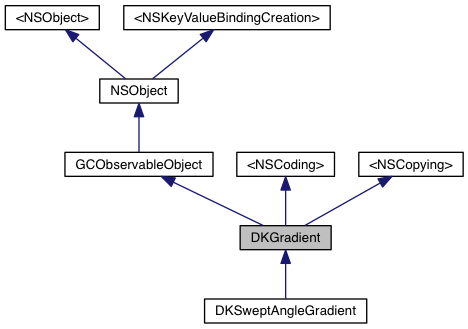 <NSObject>
<NSKeyValueBindingCreation>
NSObject
GCObservableObject
<NSCoding>
<NSCopying>
DKGradient
DKSweptAngleGradient